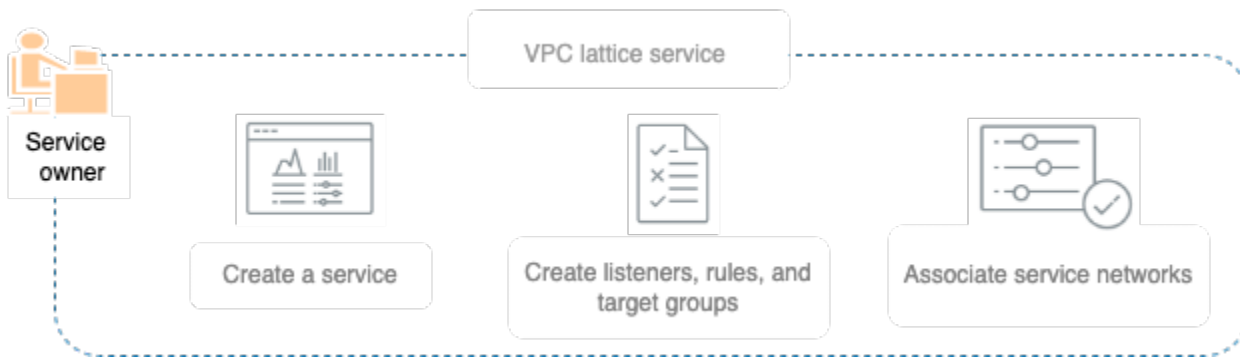 VPC lattice service
Service
owner
Create a service
Create listeners, rules, and
target groups
Associate service networks